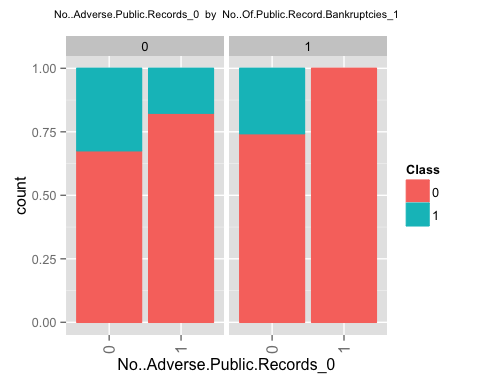 No..Adverse.Public.Records_0 by No..Of.Public.Record.Bankruptcies_1
0 1
1.00
0.75
0.50
0.25
0.00
count
0 1 0 1
No..Adverse.Public.Records_0
Class
0
1